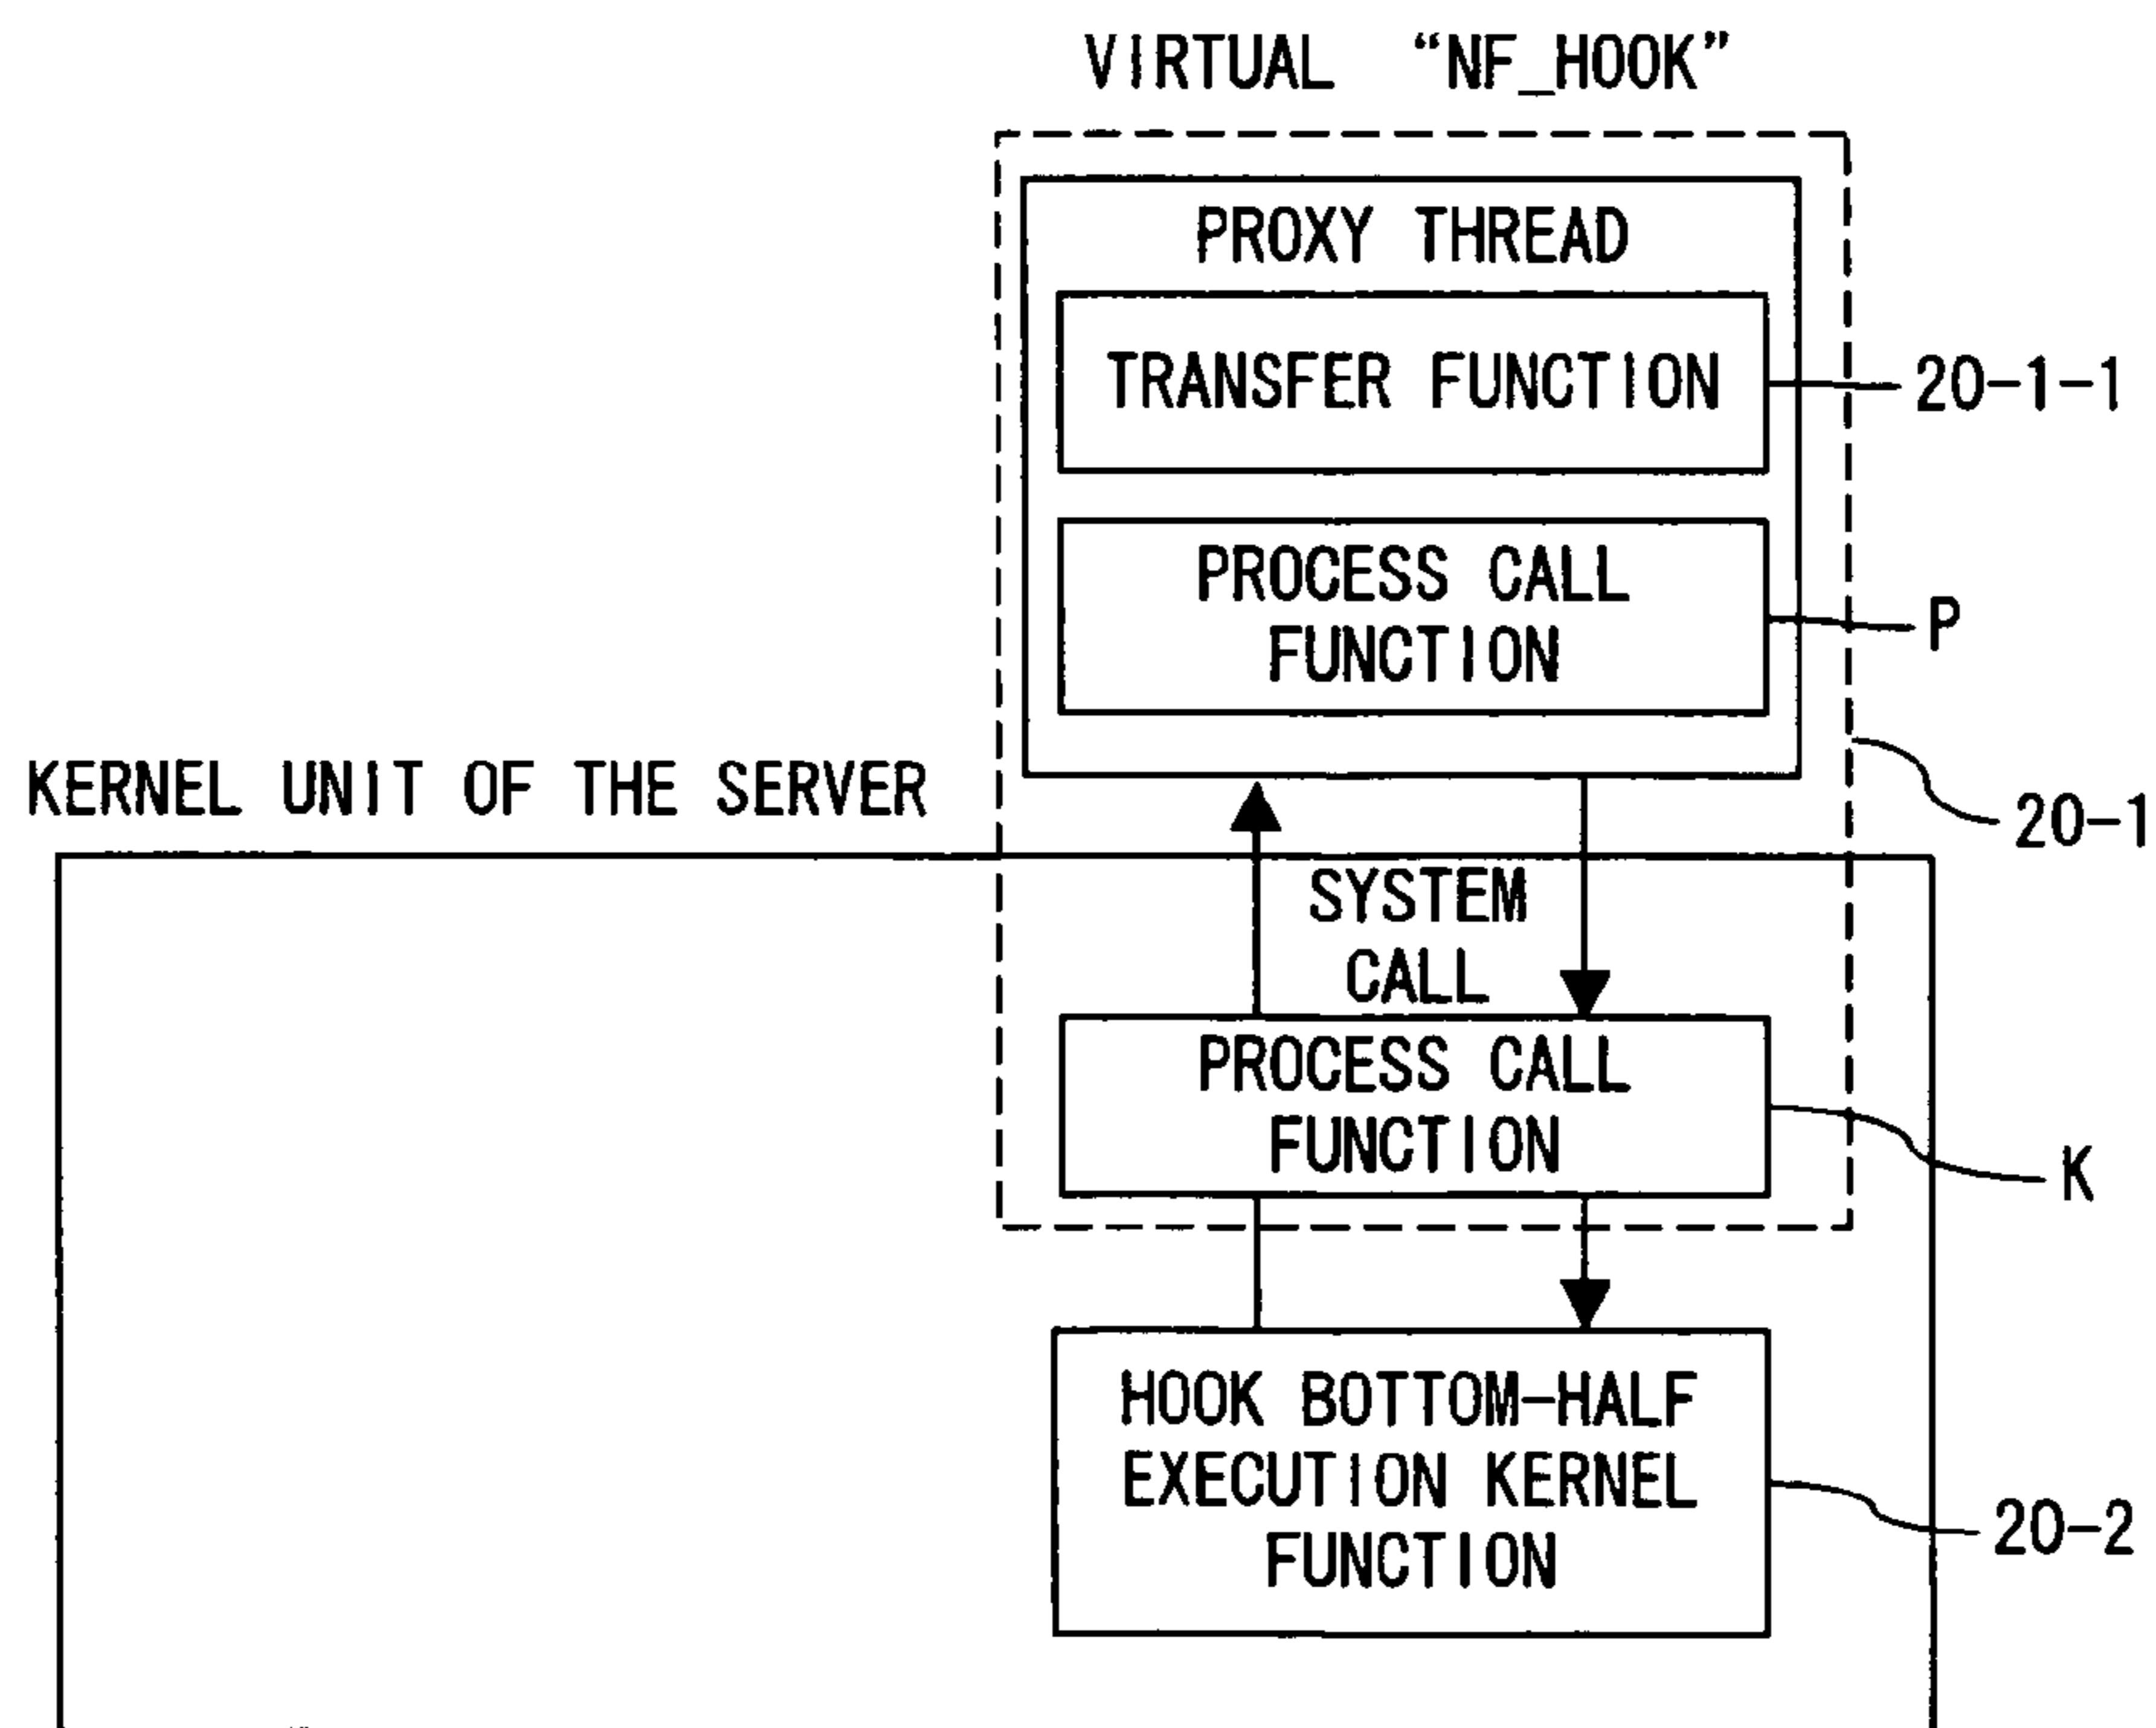 VIRTUAL “NF_HOOK”
PROXY THREAD
TRANSFER FUNCTION
20-1-1
PROCESS CALL
FUNCTION
P
KERNEL UNIT OF THE SERVER
20-1
SYSTEM
CALL
PROCESS CALL
FUNCTION
K
HOOK BOTTOM-HALF
EXECUTION KERNEL
FUNCTION
20-2